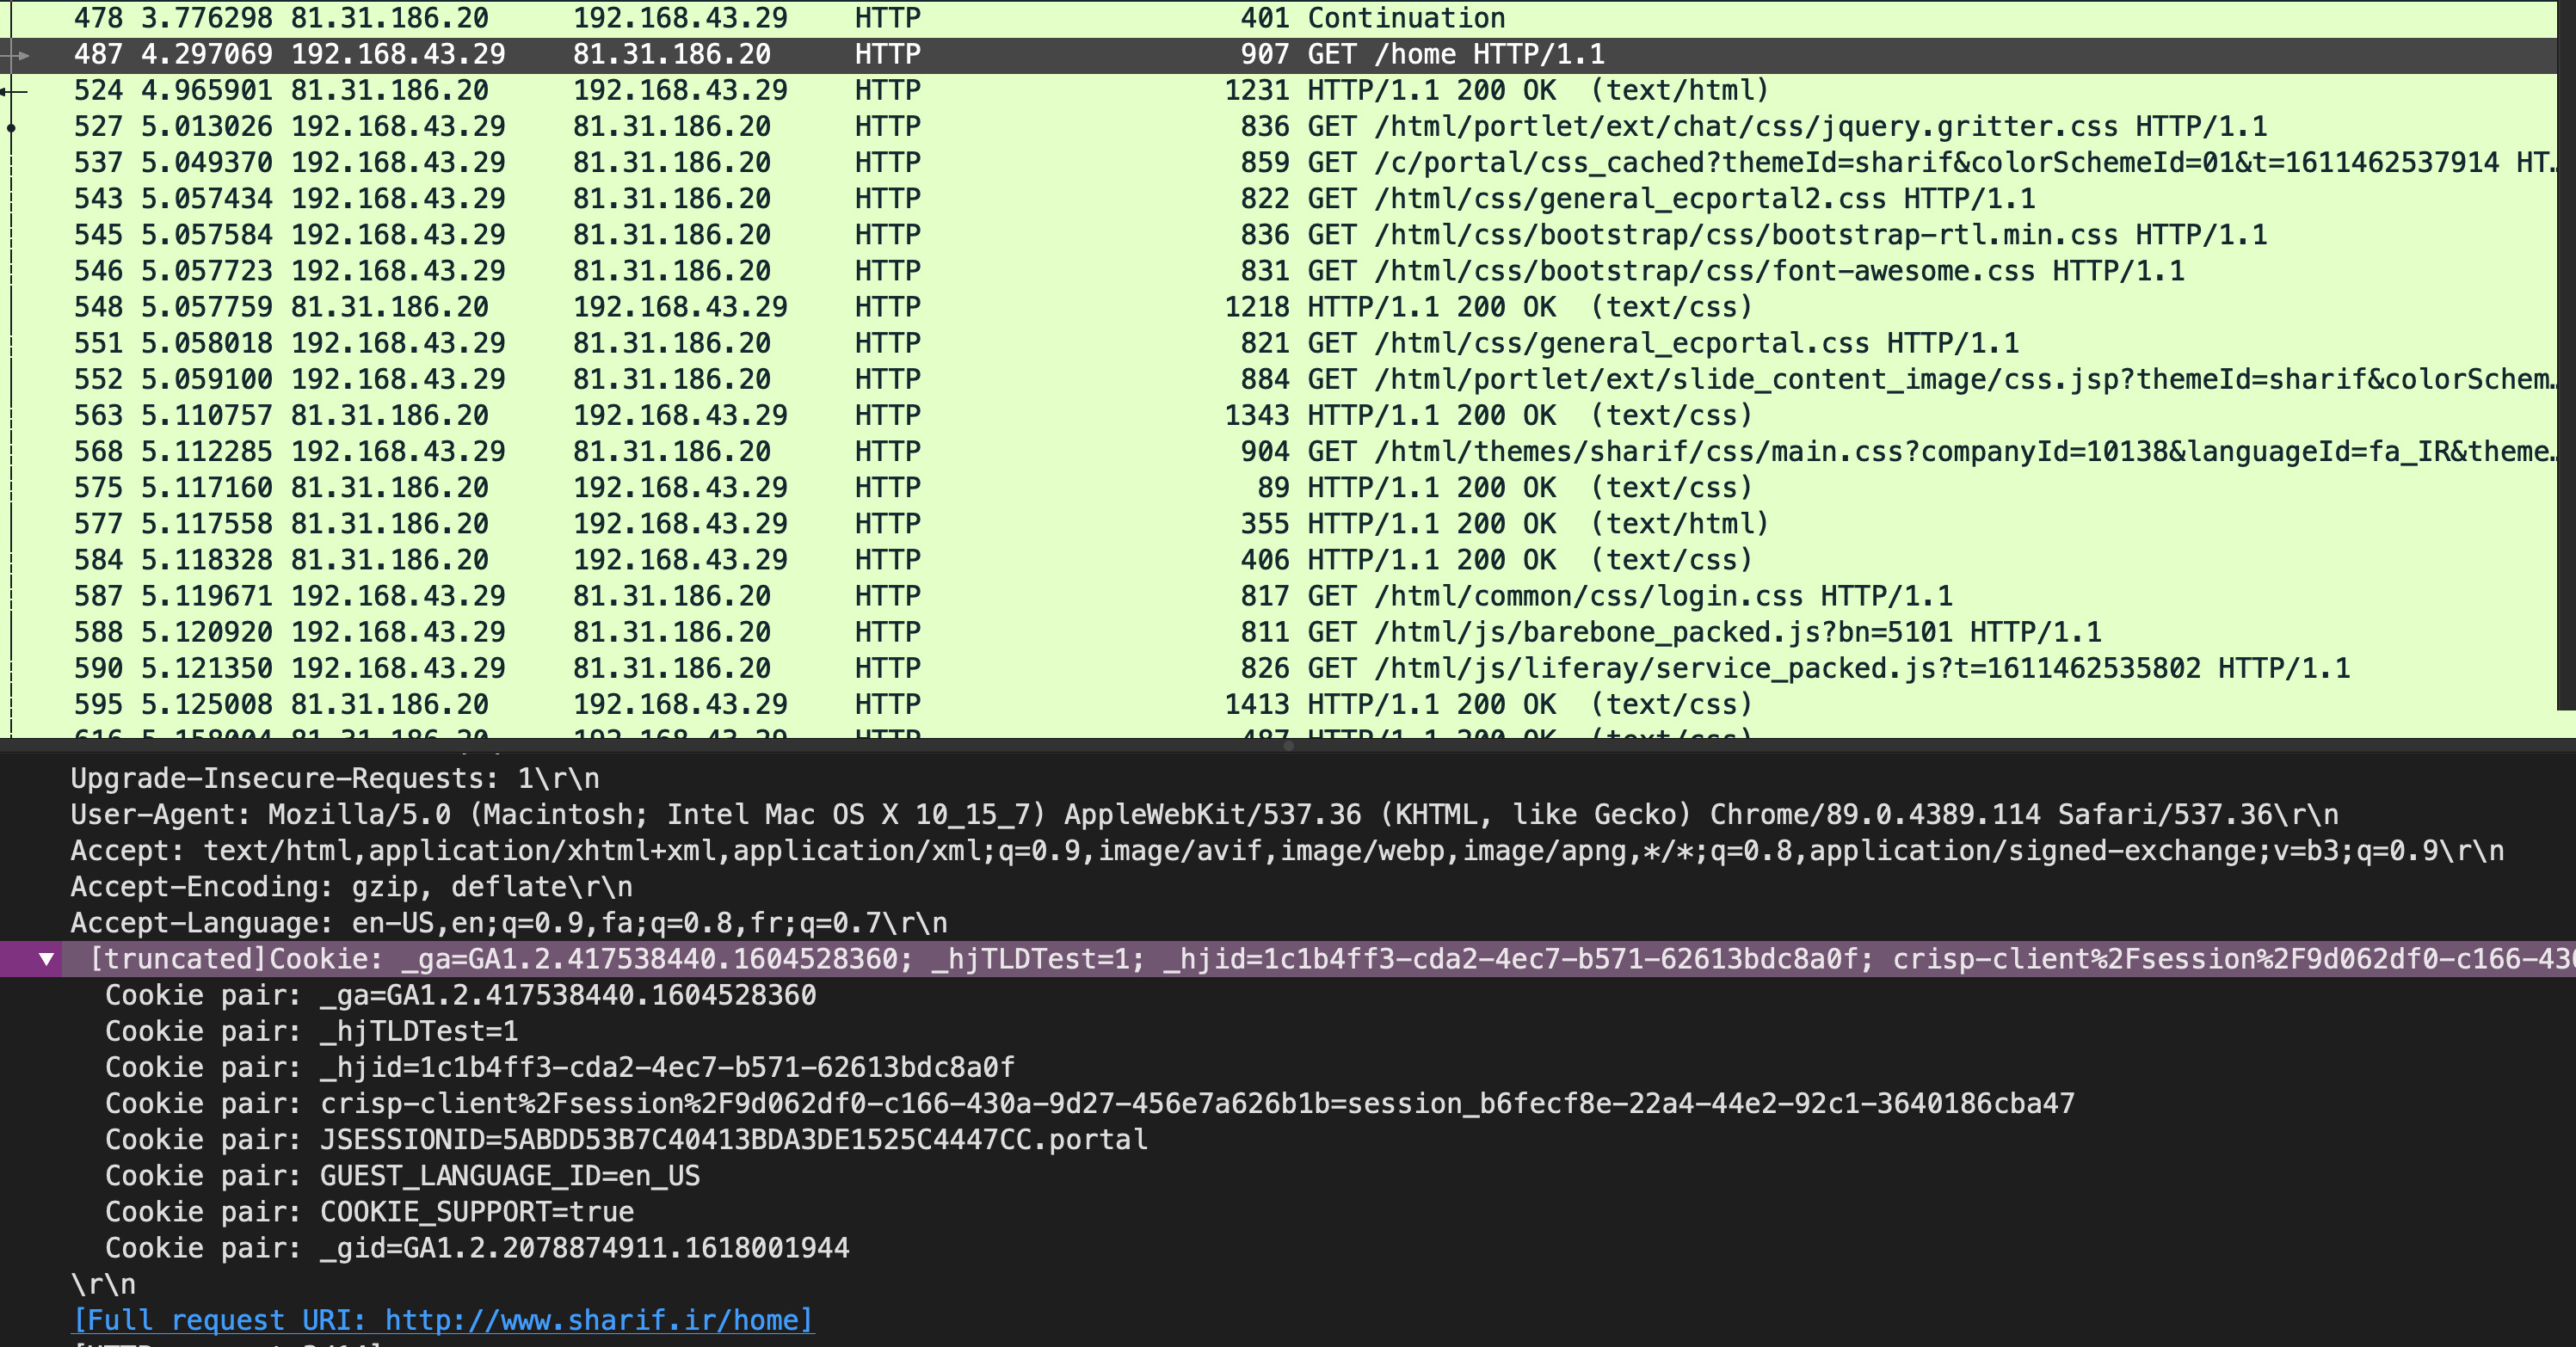 478 3.776298 81.31.186.20 192.168.43.29 HTTP 401 Continuation
487 4.297069 192.168.43.29 81.31.186.20 HTTP 907 GET /home HTTP/1.1
524 4.965901 81.31.186.20 192.168.43.29 HTTP 1231 HTTP/1.1 200 OK (text/html)
527 5.013026 192.168.43.29 81.31.186.20 HTTP 836 GET /html/portlet/ext/chat/css/jquery.gritter.css HTTP/1.1
537 5.049370 192.168.43.29 81.31.186.20 HTTP 859 GET /c/portal/css_cached?themeId=sharif&colorSchemeId=01&t=1611462537914 HT…
543 5.057434 192.168.43.29 81.31.186.20 HTTP 822 GET /html/css/general_ecportal2.css HTTP/1.1
545 5.057584 192.168.43.29 81.31.186.20 HTTP 836 GET /html/css/bootstrap/css/bootstrap-rtl.min.css HTTP/1.1
546 5.057723 192.168.43.29 81.31.186.20 HTTP 831 GET /html/css/bootstrap/css/font-awesome.css HTTP/1.1
548 5.057759 81.31.186.20 192.168.43.29 HTTP 1218 HTTP/1.1 200 OK (text/css)
551 5.058018 192.168.43.29 81.31.186.20 HTTP 821 GET /html/css/general_ecportal.css HTTP/1.1
552 5.059100 192.168.43.29 81.31.186.20 HTTP 884 GET /html/portlet/ext/slide_content_image/css.jsp?themeId=sharif&colorSchem…
563 5.110757 81.31.186.20 192.168.43.29 HTTP 1343 HTTP/1.1 200 OK (text/css)
568 5.112285 192.168.43.29 81.31.186.20 HTTP 904 GET /html/themes/sharif/css/main.css?companyId=10138&languageId=fa_IR&theme…
575 5.117160 81.31.186.20 192.168.43.29 HTTP 89 HTTP/1.1 200 OK (text/css)
577 5.117558 81.31.186.20 192.168.43.29 HTTP 355 HTTP/1.1 200 OK (text/html)
584 5.118328 81.31.186.20 192.168.43.29 HTTP 406 HTTP/1.1 200 OK (text/css)
587 5.119671 192.168.43.29 81.31.186.20 HTTP 817 GET /html/common/css/login.css HTTP/1.1
588 5.120920 192.168.43.29 81.31.186.20 HTTP 811 GET /html/js/barebone_packed.js?bn=5101 HTTP/1.1
590 5.121350 192.168.43.29 81.31.186.20 HTTP 826 GET /html/js/liferay/service_packed.js?t=1611462535802 HTTP/1.1
595 5.125008 81.31.186.20 192.168.43.29 HTTP 1413 HTTP/1.1 200 OK (text/css)
616 5.158004 81.31.186.20 192.168.43.29 HTTP 487 HTTP/1.1 200 OK (text/css)
Upgrade-Insecure-Requests: 1\r\n
User-Agent: Mozilla/5.0 (Macintosh; Intel Mac OS X 10_15_7) AppleWebKit/537.36 (KHTML, like Gecko) Chrome/89.0.4389.114 Safari/537.36\r\n
Accept: text/html,application/xhtml+xml,application/xml;q=0.9,image/avif,image/webp,image/apng,*/*;q=0.8,application/signed-exchange;v=b3;q=0.9\r\n
Accept-Encoding: gzip, deflate\r\n
Accept-Language: en-US,en;q=0.9,fa;q=0.8,fr;q=0.7\r\n
[truncated]Cookie: _ga=GA1.2.417538440.1604528360; _hjTLDTest=1; _hjid=1c1b4ff3-cda2-4ec7-b571-62613bdc8a0f; crisp-client%2Fsession%2F9d062df0-c166-430
Cookie pair: _ga=GA1.2.417538440.1604528360
Cookie pair: _hjTLDTest=1
Cookie pair: _hjid=1c1b4ff3-cda2-4ec7-b571-62613bdc8a0f
Cookie pair: crisp-client%2Fsession%2F9d062df0-c166-430a-9d27-456e7a626b1b=session_b6fecf8e-22a4-44e2-92c1-3640186cba47
Cookie pair: JSESSIONID=5ABDD53B7C40413BDA3DE1525C4447CC.portal
Cookie pair: GUEST_LANGUAGE_ID=en_US
Cookie pair: COOKIE_SUPPORT=true
Cookie pair: _gid=GA1.2.2078874911.1618001944
\r\n
[Full request URI: http://www.sharif.ir/home]